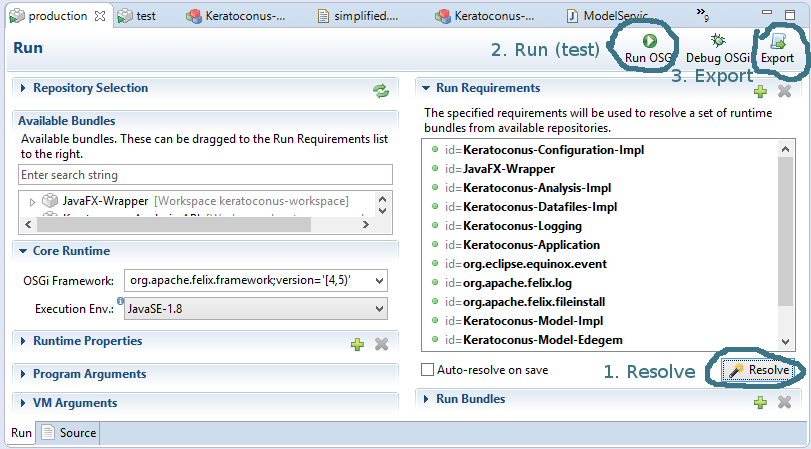 production
test
Keratoconus-...
simplified....
Keratoconus-...
ModelServic...
»9
Run
2. Run (test)
Run OSGi
Debug OSGi
Export
3. Export
Repository Selection
Available Bundles
Available bundles. These can be dragged to the Run Requirements list
to the right.
Enter search string
JavaFX-Wrapper [Workspace keratoconus-workspace]
Core Runtime
OSGi Framework: org.apache.felix.framework;version='[4,5)'
Execution Env.: JavaSE-1.8
Runtime Properties
Program Arguments
VM Arguments
Run Requirements
The specified requirements will be used to resolve a set of runtime
bundles from available repositories.
id=Keratoconus-Configuration-Impl
id=JavaFX-Wrapper
id=Keratoconus-Analysis-Impl
id=Keratoconus-Datafiles-Impl
id=Keratoconus-Logging
id=Keratoconus-Application
id=org.eclipse.equinox.event
id=org.apache.felix.log
id=org.apache.felix.fileinstall
id=Keratoconus-Model-Impl
id=Keratoconus-Model-Edegem
Auto-resolve on save
1. Resolve
Resolve
Run Bundles
Run
Source